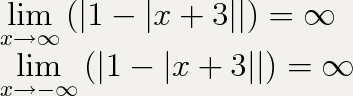 lim_{x→∞} (|1 − |x + 3||) = ∞
lim_{x→−∞} (|1 − |x + 3||) = ∞